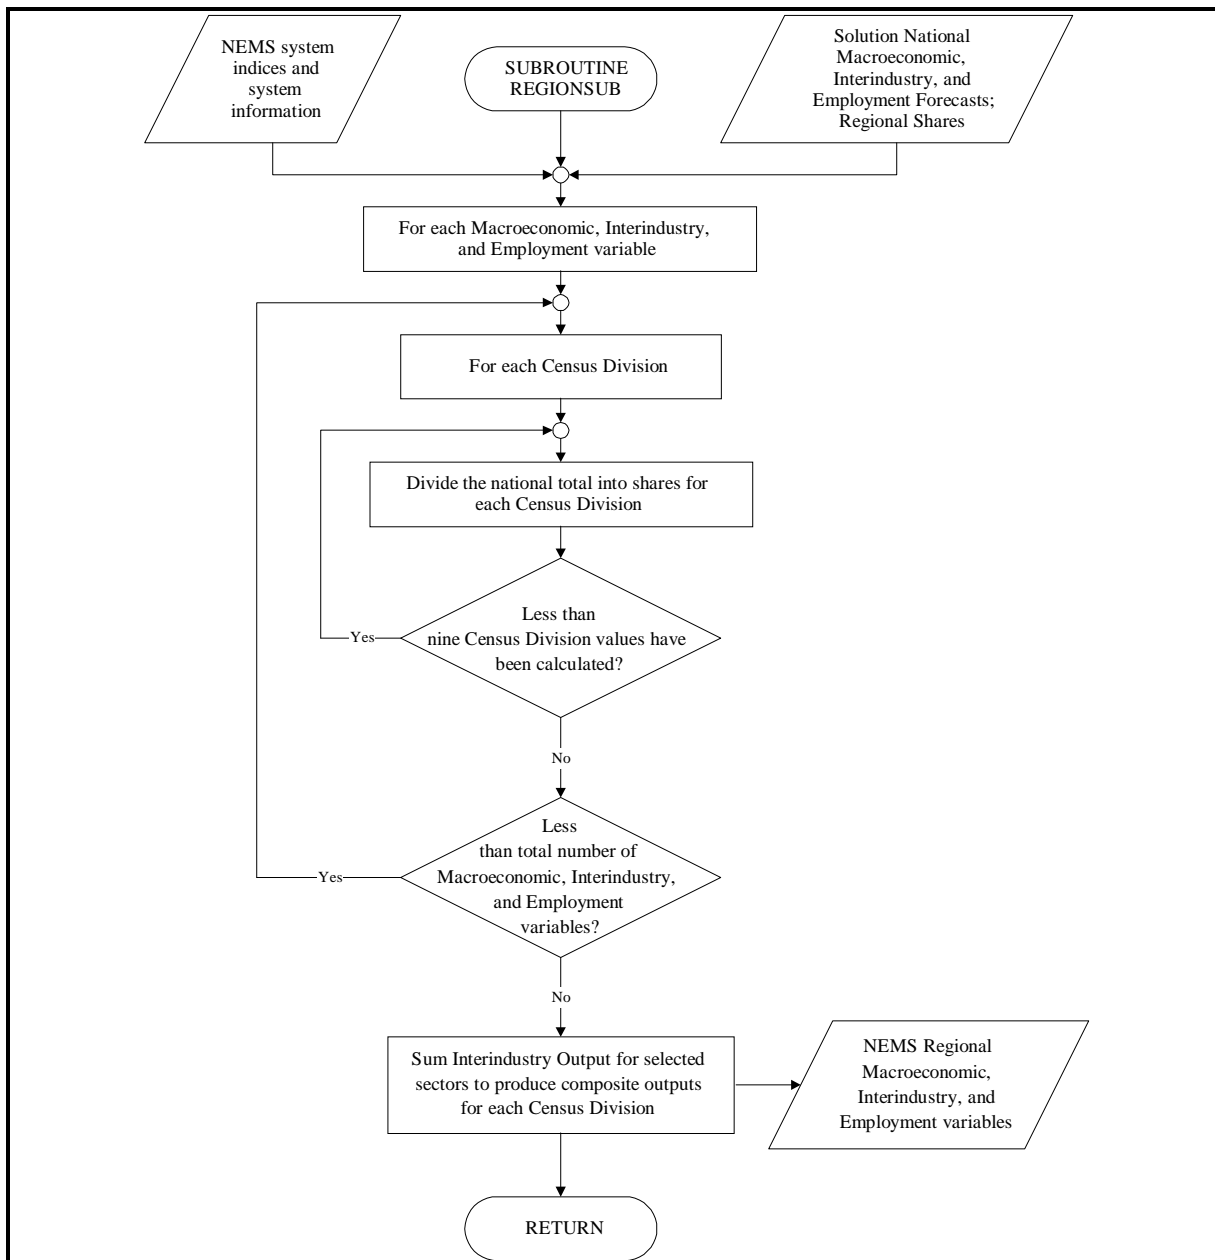 NEMS system
indices and
system
information
SUBROUTINE
REGIONSUB
Solution National
Macroeconomic,
Interindustry, and
Employment Forecasts;
Regional Shares
For each Macroeconomic, Interindustry,
and Employment variable
For each Census Division
Divide the national total into shares for
each Census Division
Less than
nine Census Division values have
been calculated?
Yes
No
Less
than total number of
Macroeconomic, Interindustry,
and Employment
variables?
Yes
No
Sum Interindustry Output for selected
sectors to produce composite outputs
for each Census Division
NEMS Regional
Macroeconomic,
Interindustry, and
Employment variables
RETURN